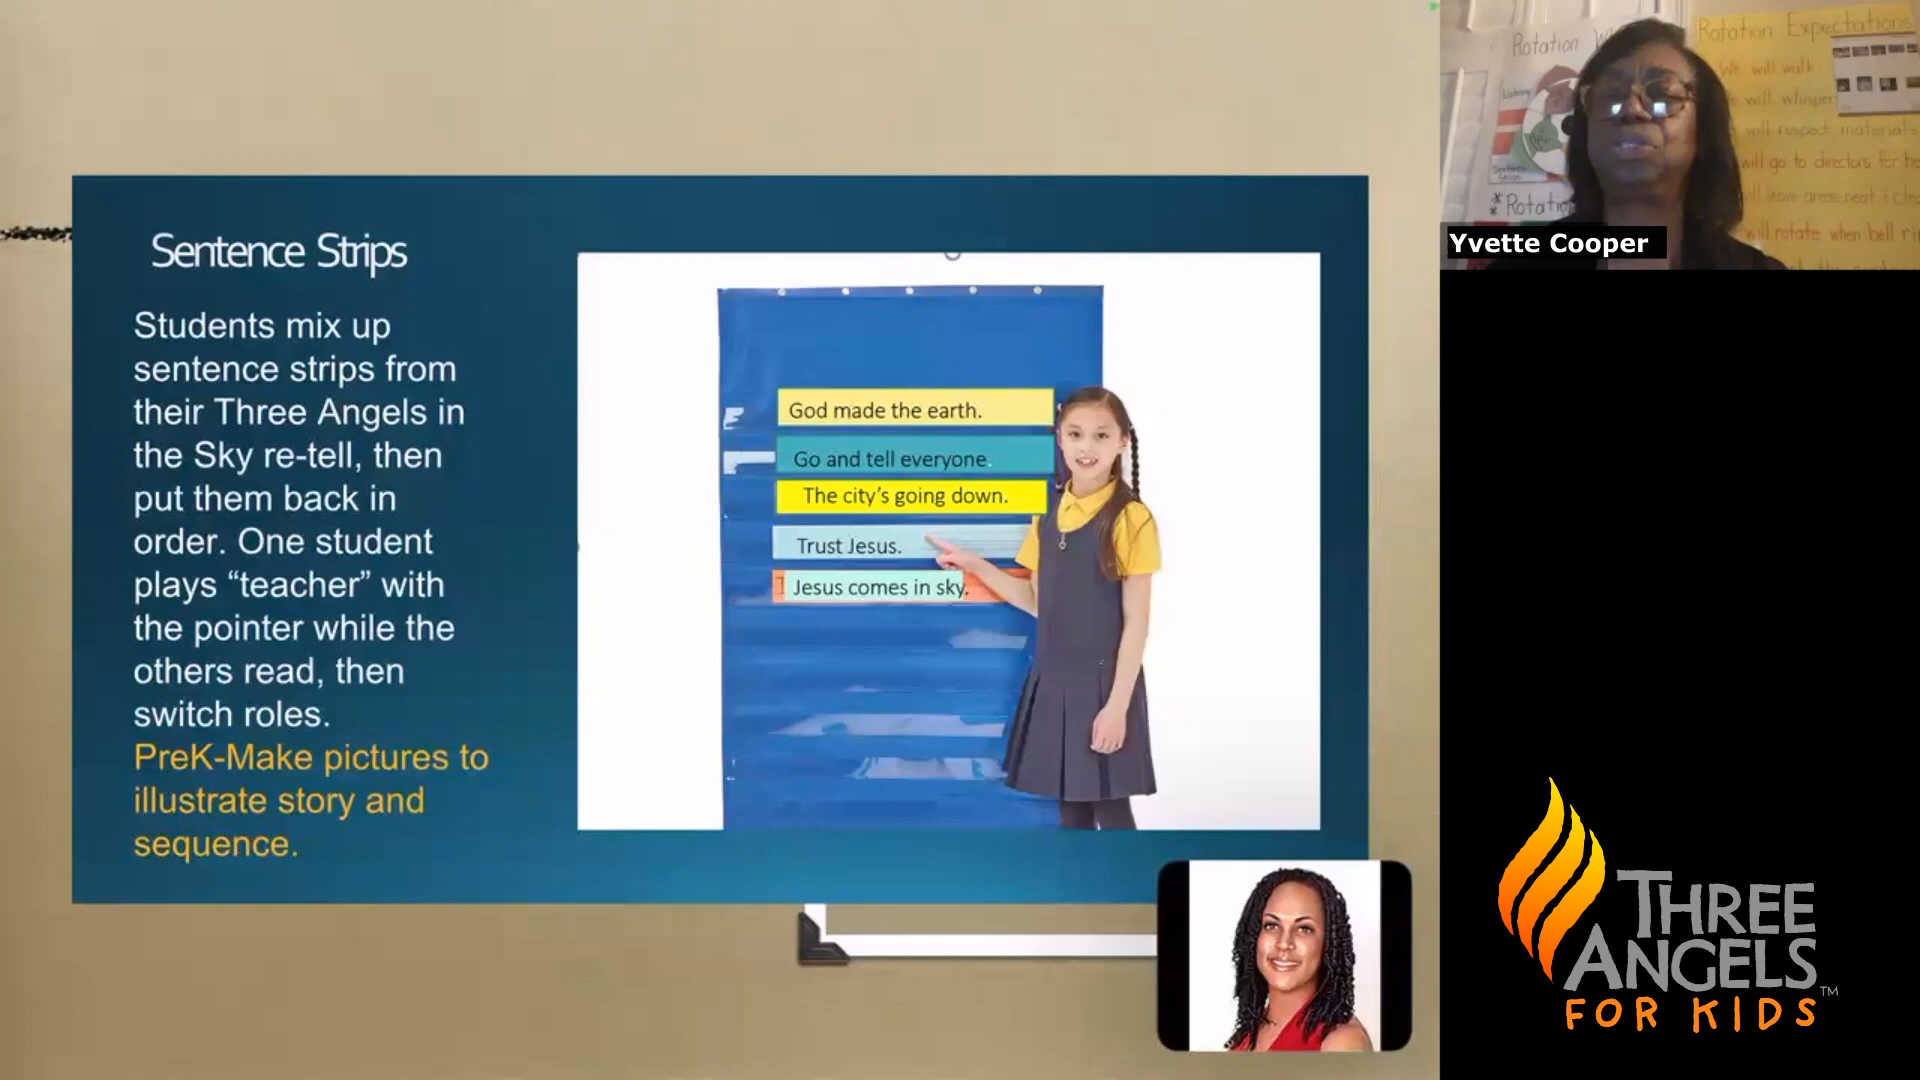 Sentence Strips
Students mix up
sentence strips from
their Three Angels in
the Sky re-tell, then
put them back in
order. One student
plays “teacher” with
the pointer while the
others read, then
switch roles.
PreK-Make pictures to
illustrate story and
sequence.
God made the earth.
Go and tell everyone.
The city’s going down.
Trust Jesus.
Jesus comes in sky.
Rotation
Rotation Expectations
We will walk
will whisper
will respect materials
will go to directors for
will rotate when bell
*Rotation
Yvette Cooper
THREE
ANGELS™
FOR KIDS